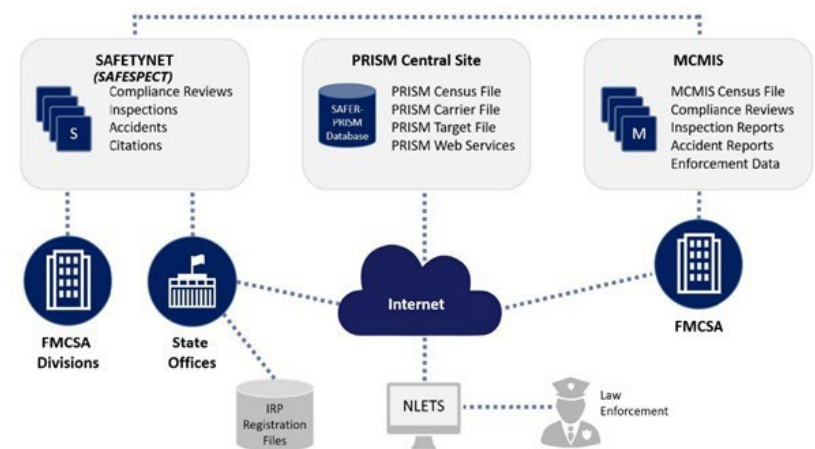 SAFETYNET
(SAFESPECT)
S
Compliance Reviews
Inspections
Accidents
Citations
PRISM Central Site
SAFER-
PRISM
Database
PRISM Census File
PRISM Carrier File
PRISM Target File
PRISM Web Services
MCMIS
M
MCMIS Census File
Compliance Reviews
Inspection Reports
Accident Reports
Enforcement Data
FMCSA
Divisions
State
Offices
Internet
FMCSA
IRP
Registration
Files
NLETS
Law
Enforcement